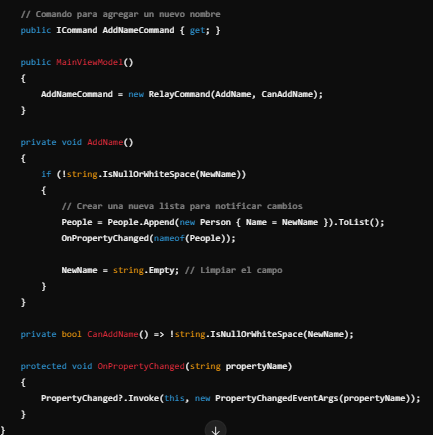 // Comando para agregar un nuevo nombre
public ICommand AddNameCommand { get; }
public MainViewModel()
{
AddNameCommand = new RelayCommand(AddName, CanAddName);
}
private void AddName()
{
if (!string.IsNullOrWhiteSpace(NewName))
{
// Crear una nueva lista para notificar cambios
People = People.Append(new Person { Name = NewName }).ToList();
OnPropertyChanged(nameof(People));
NewName = string.Empty; // Limpiar el campo
}
}
private bool CanAddName() => !string.IsNullOrWhiteSpace(NewName);
protected void OnPropertyChanged(string propertyName)
{
PropertyChanged?.Invoke(this, new PropertyChangedEventArgs(propertyName));
}
}